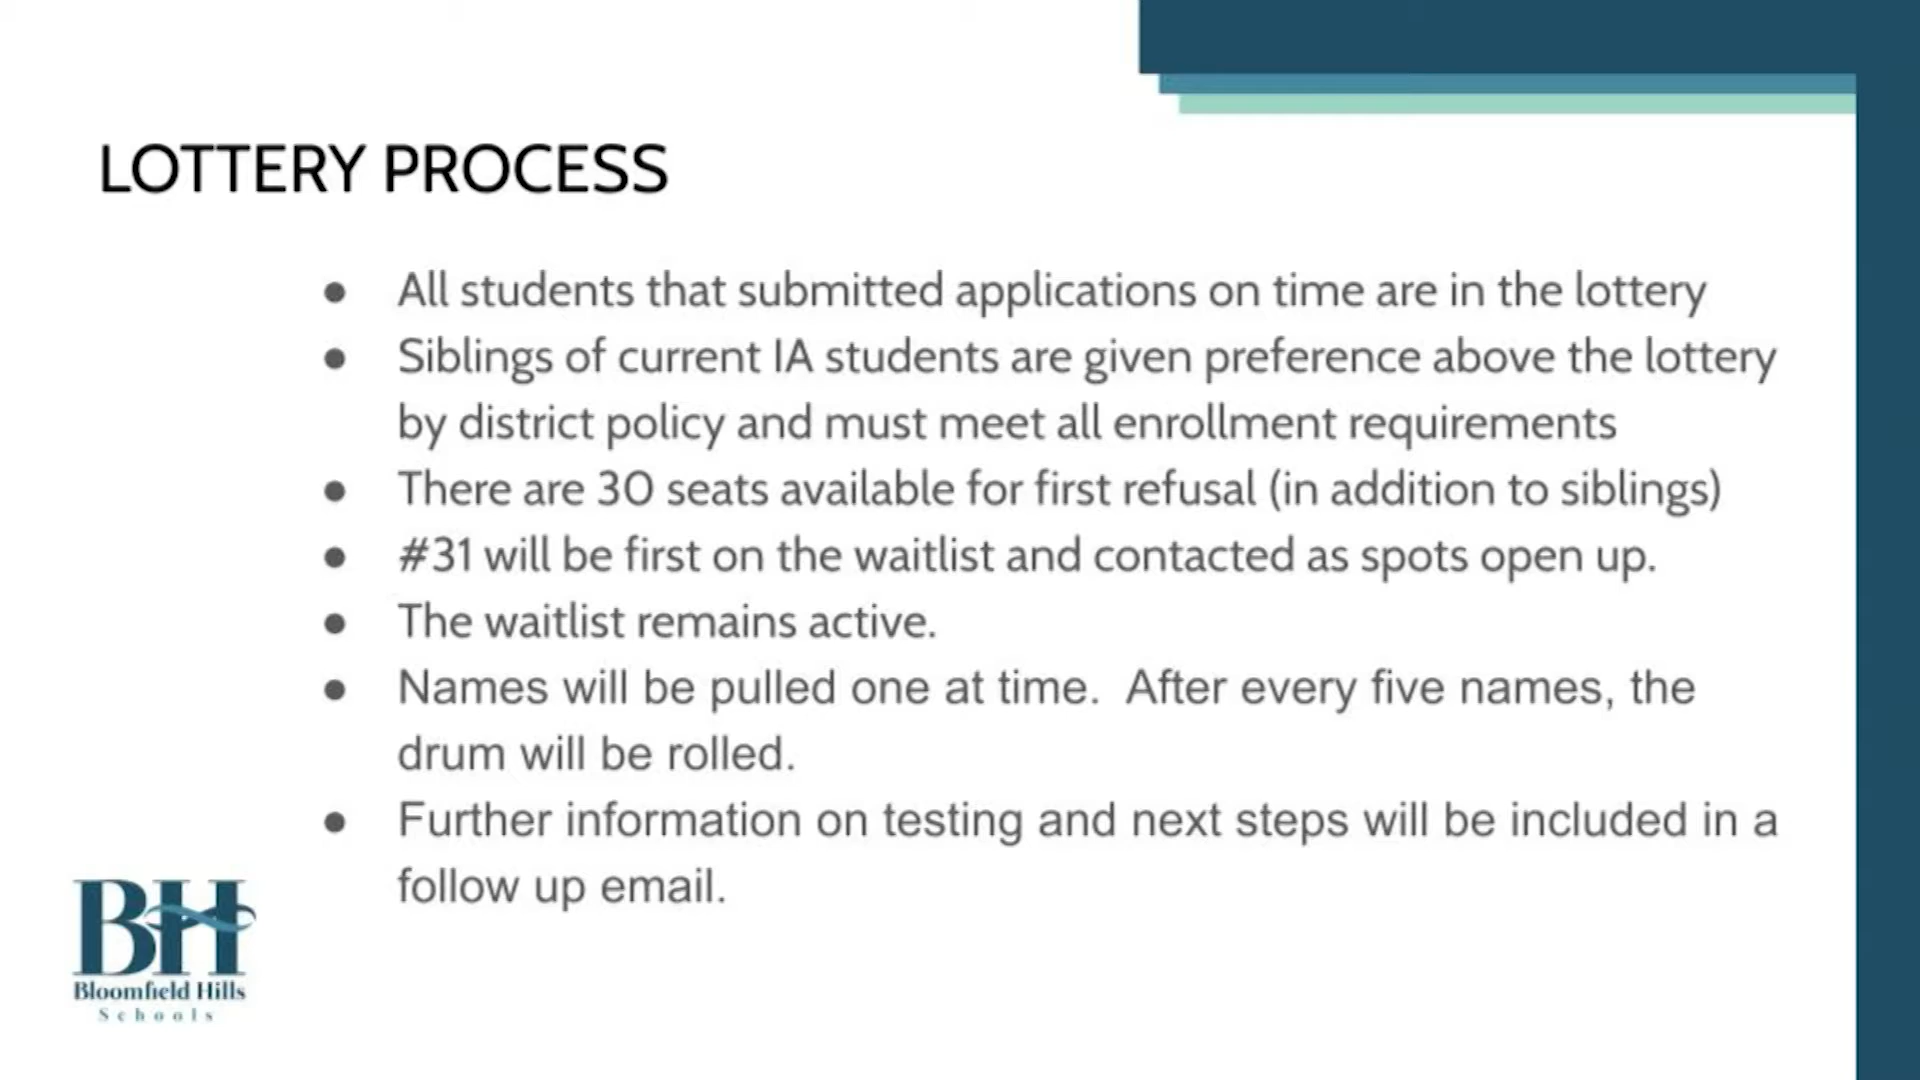 LOTTERY PROCESS
● All students that submitted applications on time are in the lottery
● Siblings of current IA students are given preference above the lottery
by district policy and must meet all enrollment requirements
● There are 30 seats available for first refusal (in addition to siblings)
● #31 will be first on the waitlist and contacted as spots open up.
● The waitlist remains active.
● Names will be pulled one at time.  After every five names, the
drum will be rolled.
● Further information on testing and next steps will be included in a
follow up email.
BH
Bloomfield Hills
Schools